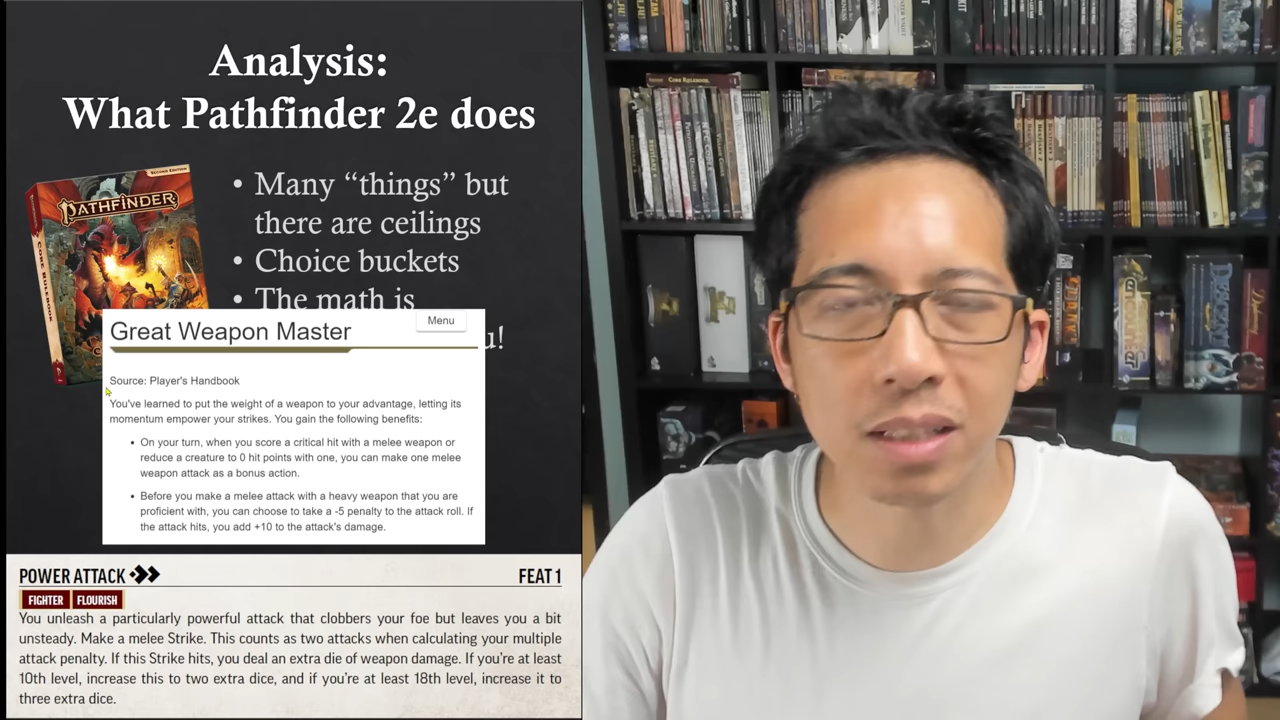 Analysis:
What Pathfinder 2e does
SECOND EDITION
PATHFINDER
CORE RULEBOOK
• Many “things” but
there are ceilings
• Choice buckets
• The math is
u!
Great Weapon Master
Menu
Source: Player's Handbook
You've learned to put the weight of a weapon to your advantage, letting its
momentum empower your strikes. You gain the following benefits:
• On your turn, when you score a critical hit with a melee weapon or
reduce a creature to 0 hit points with one, you can make one melee
weapon attack as a bonus action.
• Before you make a melee attack with a heavy weapon that you are
proficient with, you can choose to take a -5 penalty to the attack roll. If
the attack hits, you add +10 to the attack's damage.
POWER ATTACK
FEAT 1
FIGHTER FLOURISH
You unleash a particularly powerful attack that clobbers your foe but leaves you a bit
unsteady. Make a melee Strike. This counts as two attacks when calculating your multiple
attack penalty. If this Strike hits, you deal an extra die of weapon damage. If you're at least
10th level, increase this to two extra dice, and if you're at least 18th level, increase it to
three extra dice.